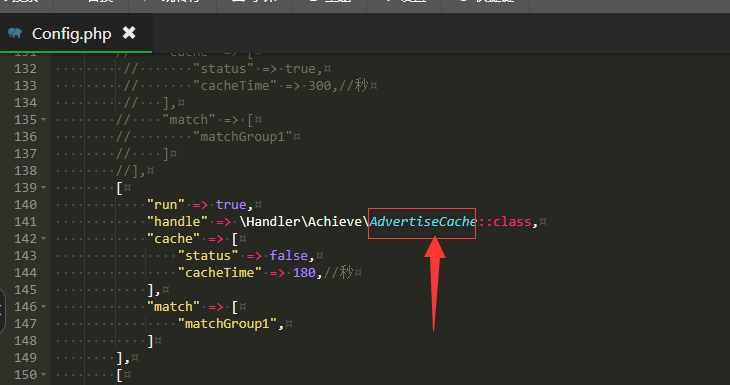 Config.php ✖
131 // "cache" => [
132 // "status" => true,
133 // "cacheTime" => 300,//秒
134 // ],
135 // "match" => [
136 // "matchGroup1"
137 // ]
138 //],
139 [
140 "run" => true,
141 "handle" => \Handler\Achieve\AdvertiseCache::class,
142 "cache" => [
143 "status" => false,
144 "cacheTime" => 180,//秒
145 ],
146 "match" => [
147 "matchGroup1",
148 ]
149 ],
150 [